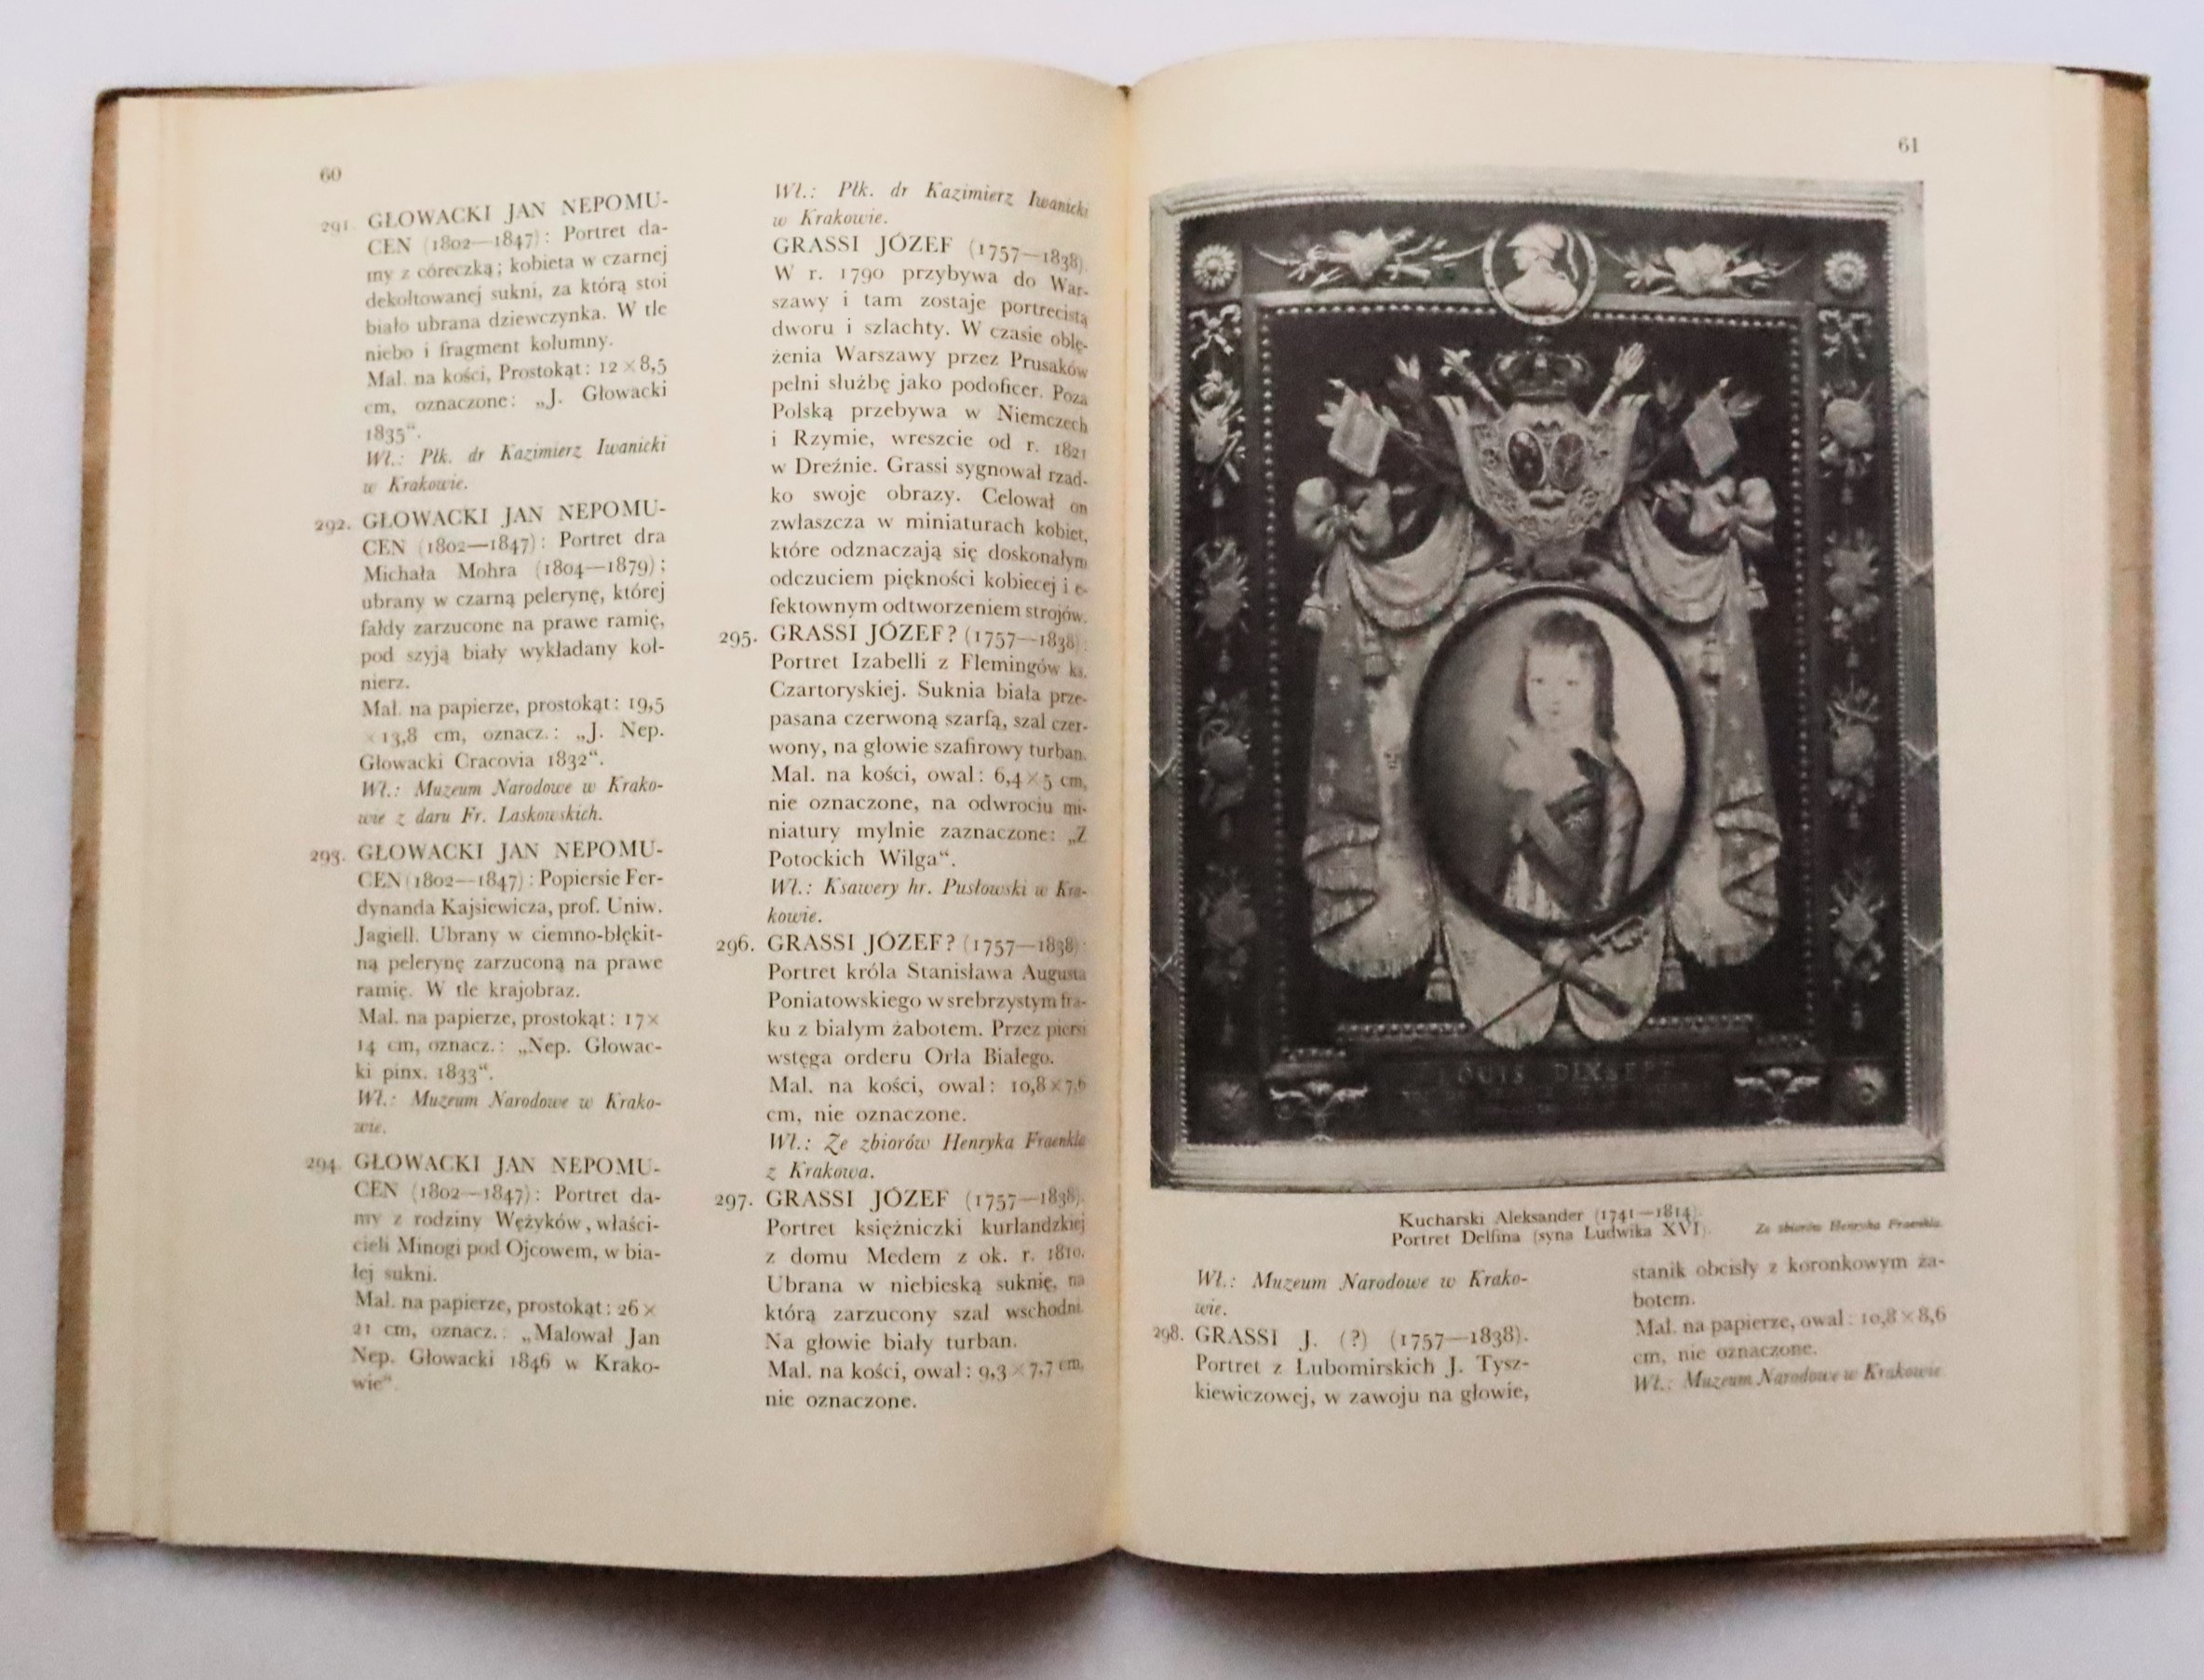 60
291. GŁOWACKI JAN NEPOMU-
CEN (1802—1847): Portret da-
my z córeczką; kobieta w czarnej
dekoltowanej sukni, za którą stoi
biało ubrana dziewczynka. W tle
niebo i fragment kolumny.
Mal. na kości, Prostokąt: 12×8,5
cm, oznaczone: „J. Głowacki
1835“.
Wł.: Płk. dr Kazimierz Iwanicki
w Krakowie.
292. GŁOWACKI JAN NEPOMU-
CEN (1802—1847): Portret dra
Michała Mohra (1804—1879);
ubrany w czarną pelerynę, której
fałdy zarzucone na prawe ramię,
pod szyją biały wykładany koł-
nierz.
Mal. na papierze, prostokąt: 19,5
×13,8 cm, oznacz.: „J. Nep.
Głowacki Cracovia 1832“.
Wł.: Muzeum Narodowe w Krako-
wie z daru Fr. Laskowskich.
293. GŁOWACKI JAN NEPOMU-
CEN (1802—1847): Popiersie Fer-
dynanda Kajsiewicza, prof. Uniw.
Jagiell. Ubrany w ciemno-błękit-
ną pelerynę zarzuconą na prawe
ramię. W tle krajobraz.
Mal. na papierze, prostokąt: 17×
14 cm, oznacz.: „Nep. Głowac-
ki pinx. 1833“.
Wł.: Muzeum Narodowe w Krako-
wie.
294. GŁOWACKI JAN NEPOMU-
CEN (1802—1847): Portret da-
my z rodziny Wężyków, właści-
cieli Minogi pod Ojcowem, w bia-
łej sukni.
Mal. na papierze, prostokąt: 26×
21 cm, oznacz.: „Malował Jan
Nep. Głowacki 1846 w Krako-
wie“.
Wł.: Płk. dr Kazimierz Iwanicki
w Krakowie.
GRASSI JÓZEF (1757—1838).
W r. 1790 przybywa do War-
szawy i tam zostaje portrecistą
dworu i szlachty. W czasie oblę-
żenia Warszawy przez Prusaków
pełni służbę jako podoficer. Poza
Polską przebywa w Niemczech
i Rzymie, wreszcie od r. 1821
w Dreźnie. Grassi sygnował rzad-
ko swoje obrazy. Celował on
zwłaszcza w miniaturach kobiet,
które odznaczają się doskonałym
odczuciem piękności kobiecej i e-
fektownym odtworzeniem strojów.
295. GRASSI JÓZEF? (1757—1838):
Portret Izabelli z Flemingów ks.
Czartoryskiej. Suknia biała prze-
pasana czerwoną szarfą, szal czer-
wony, na głowie szafirowy turban.
Mal. na kości, owal: 6,4×5 cm,
nie oznaczone, na odwrociu mi-
niatury mylnie zaznaczone: „Z
Potockich Wilga“.
Wł.: Ksawery hr. Pusłowski w Kra-
kowie.
296. GRASSI JÓZEF? (1757—1838):
Portret króla Stanisława Augusta
Poniatowskiego w srebrzystym fra-
ku z białym żabotem. Przez piersi
wstęga orderu Orła Białego.
Mal. na kości, owal: 10,8×7,6
cm, nie oznaczone.
Wł.: Ze zbiorów Henryka Fraenkla
z Krakowa.
297. GRASSI JÓZEF (1757—1838).
Portret księżniczki kurlandzkiej
z domu Medem z ok. r. 1810.
Ubrana w niebieską suknię, na
którą zarzucony szal wschodni.
Na głowie biały turban.
Mal. na kości, owal: 9,3×7,7 cm,
nie oznaczone.
61
LOUIS DIXSEPT
Kucharski Aleksander (1741—1814).
Portret Delfina (syna Ludwika XVI).
Ze zbiorów Henryka Fraenkla.
Wł.: Muzeum Narodowe w Krako-
wie.
298. GRASSI J. (?) (1757—1838).
Portret z Lubomirskich J. Tysz-
kiewiczowej, w zawoju na głowie,
stanik obcisły z koronkowym ża-
botem.
Mal. na papierze, owal: 10,8×8,6
cm, nie oznaczone.
Wł.: Muzeum Narodowe w Krakowie.